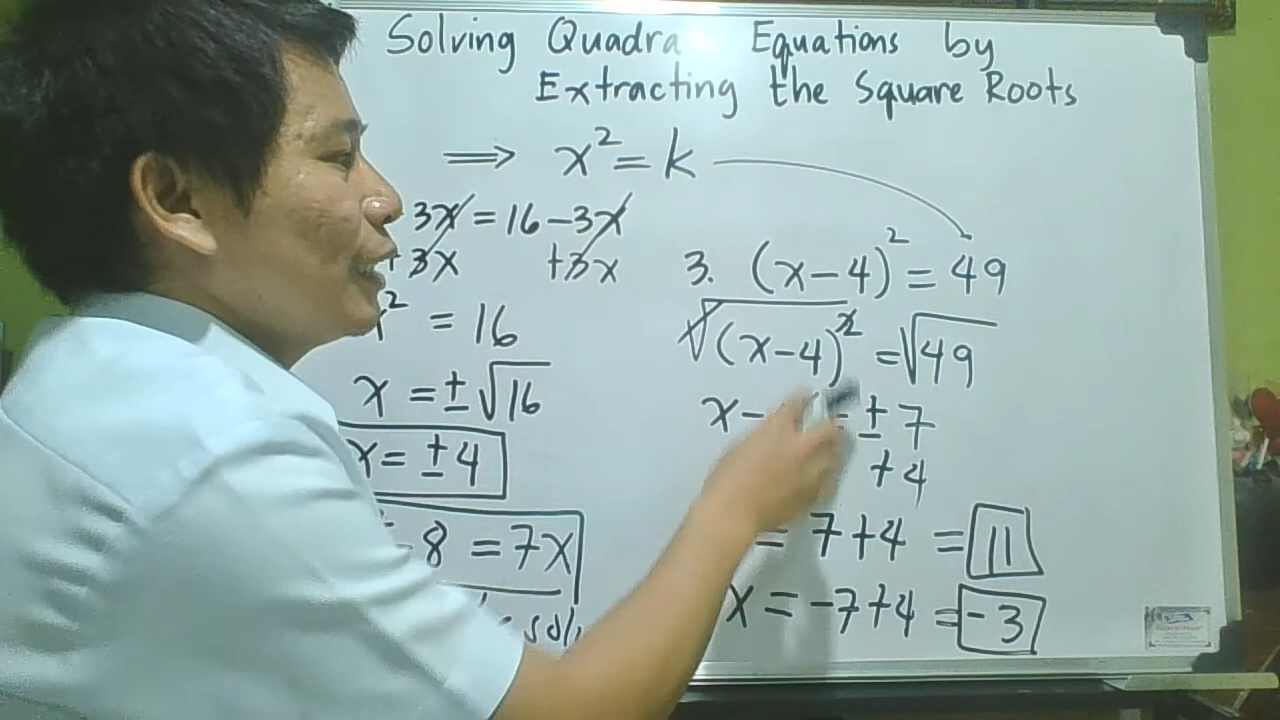 Solving Quadra Equations by
Extracting the Square Roots
⟹ x² = k
3x = 16 - 3x
+3x +3x
x² = 16
x = ±√16
x = ±4
- 8 = 7x
3. (x-4)² = 49
√(x-4)² = √49
x- = ±7
+4
= 7+4 = 11
x = -7+4 = -3